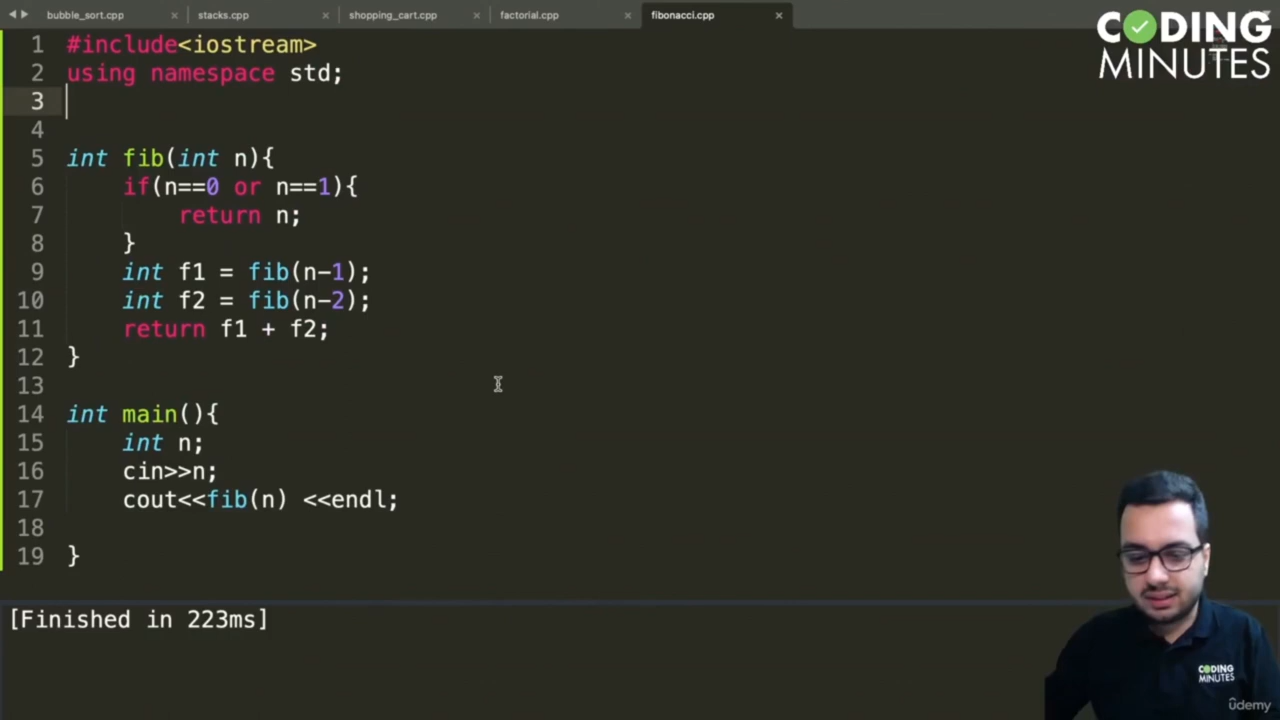 bubble_sort.cpp
stacks.cpp
shopping_cart.cpp
factorial.cpp
fibonacci.cpp
CODING
MINUTES
1 #include<iostream>
2 using namespace std;
3
4
5 int fib(int n){
6 if(n==0 or n==1){
7 return n;
8 }
9 int f1 = fib(n-1);
10 int f2 = fib(n-2);
11 return f1 + f2;
12 }
13
14 int main(){
15 int n;
16 cin>>n;
17 cout<<fib(n) <<endl;
18
19 }
[Finished in 223ms]
CODING
MINUTES
ûdemy